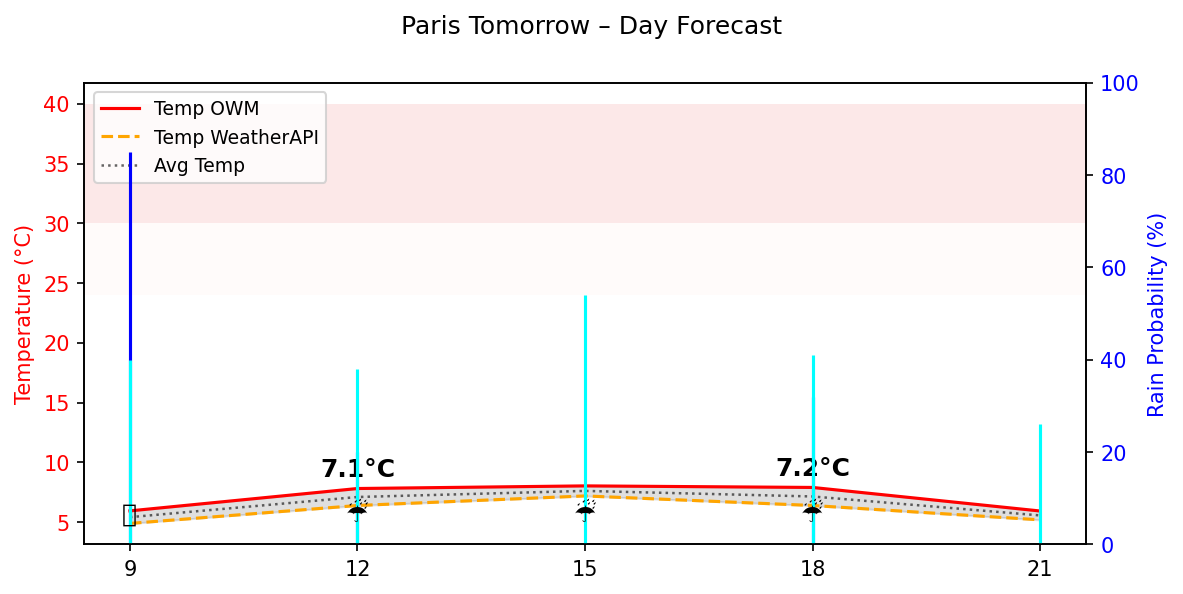 Paris Tomorrow – Day Forecast
Temp OWM
Temp WeatherAPI
Avg Temp
Temperature (°C)
40
35
30
25
20
15
10
5
100
80
60
40
20
0
Rain Probability (%)
7.1°C
7.2°C
9
12
15
18
21